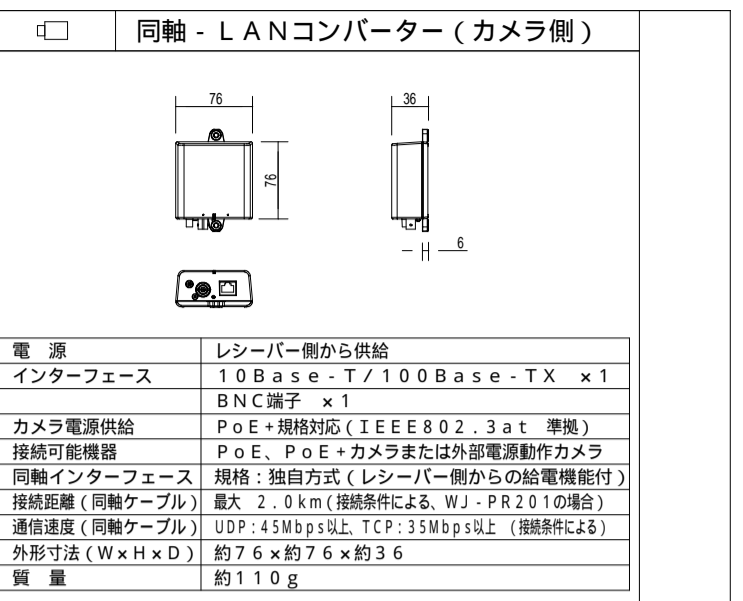 同軸-LANコンバーター(カメラ側)
76
36
76
6
電 源 レシーバー側から供給
インターフェース 10Base-T/100Base-TX ×1
BNC端子 ×1
カメラ電源供給 PoE+規格対応(IEEE802.3at 準拠)
接続可能機器 PoE、PoE+カメラまたは外部電源動作カメラ
同軸インターフェース 規格:独自方式(レシーバー側からの給電機能付)
接続距離(同軸ケーブル) 最大 2.0km(接続条件による、WJ-PR201の場合)
通信速度(同軸ケーブル) UDP:45Mbps以上、TCP:35Mbps以上 (接続条件による)
外形寸法(W×H×D) 約76×約76×約36
質 量 約110g